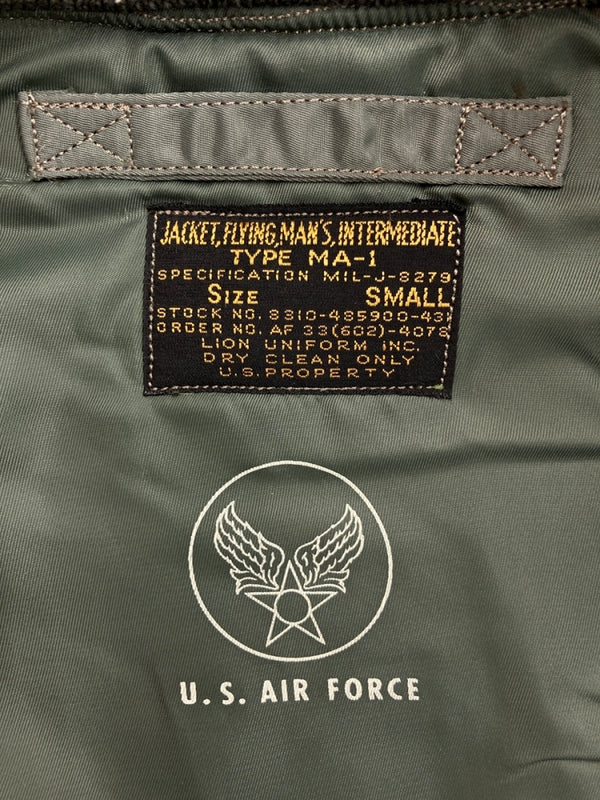 JACKET, FLYING, MAN'S, INTERMEDIATE
TYPE MA-1
SPECIFICATION MIL-J-8279
SIZE SMALL
STOCK NO. 8310-485900-431
ORDER NO. AF 33(602)-4078
LION UNIFORM INC.
DRY CLEAN ONLY
U.S. PROPERTY
U.S. AIR FORCE